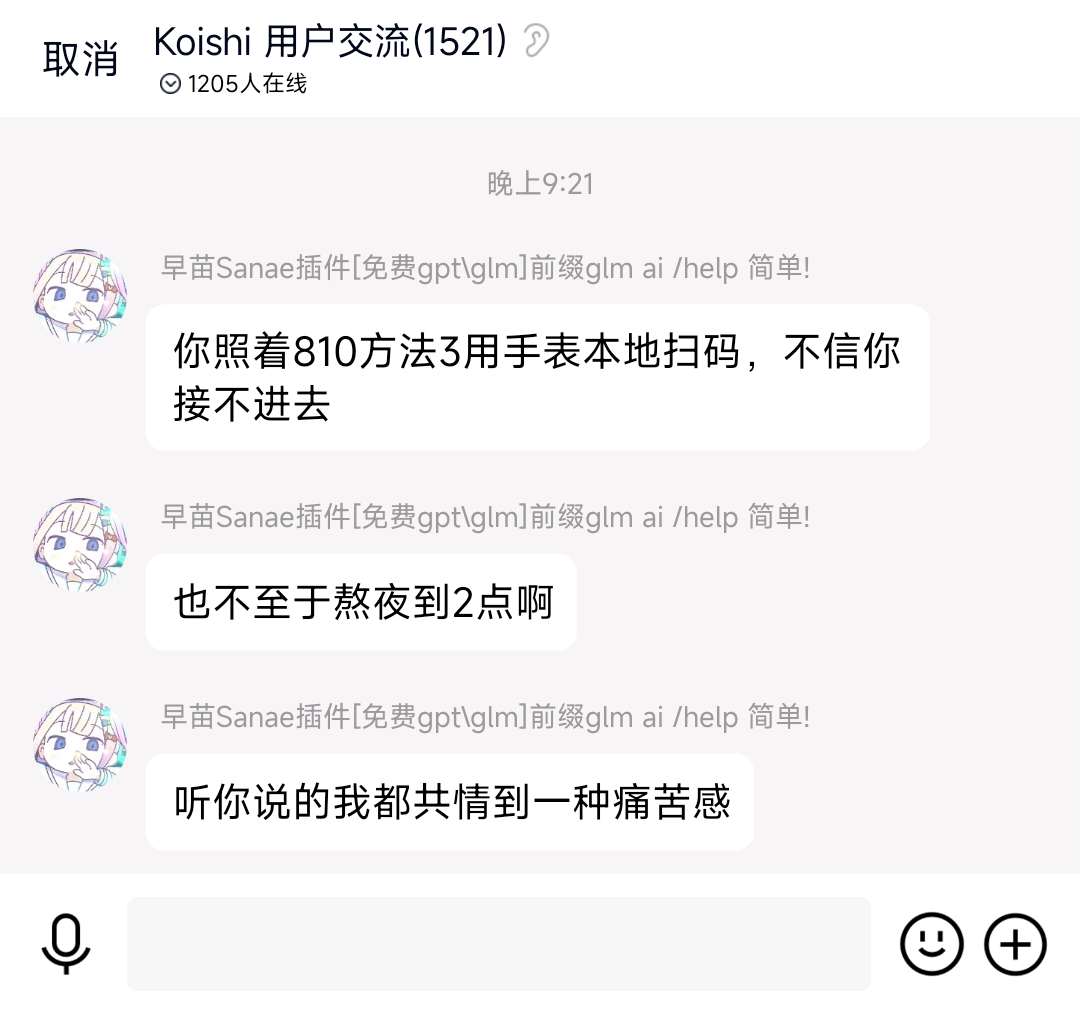 取消
Koishi 用户交流(1521)
1205人在线
晚上9:21
早苗Sanae插件[免费gpt\glm]前缀glm ai /help 简单!
你照着810方法3用手表本地扫码，不信你
接不进去
早苗Sanae插件[免费gpt\glm]前缀glm ai /help 简单!
也不至于熬夜到2点啊
早苗Sanae插件[免费gpt\glm]前缀glm ai /help 简单!
听你说的我都共情到一种痛苦感